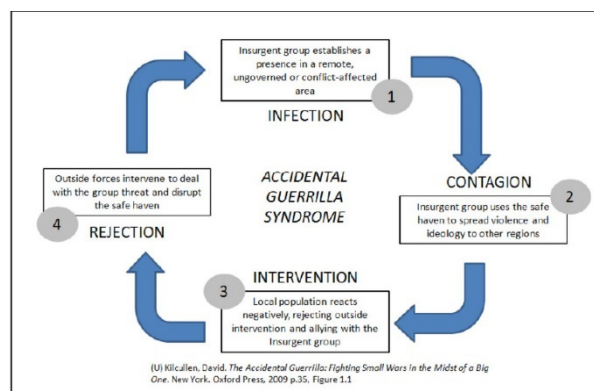 Insurgent group establishes a
presence in a remote,
ungoverned or conflict-affected
area
1
INFECTION
CONTAGION
2
Insurgent group uses the safe
haven to spread violence and
ideology to other regions
ACCIDENTAL
GUERRILLA
SYNDROME
INTERVENTION
3
Local population reacts
negatively, rejecting outside
intervention and allying with the
Insurgent group
Outside forces intervene to deal
with the group threat and disrupt
the safe haven
4
REJECTION
(U) Kilcullen, David. The Accidental Guerrilla: Fighting Small Wars in the Midst of a Big
One. New York. Oxford Press, 2009 p.35, Figure 1.1